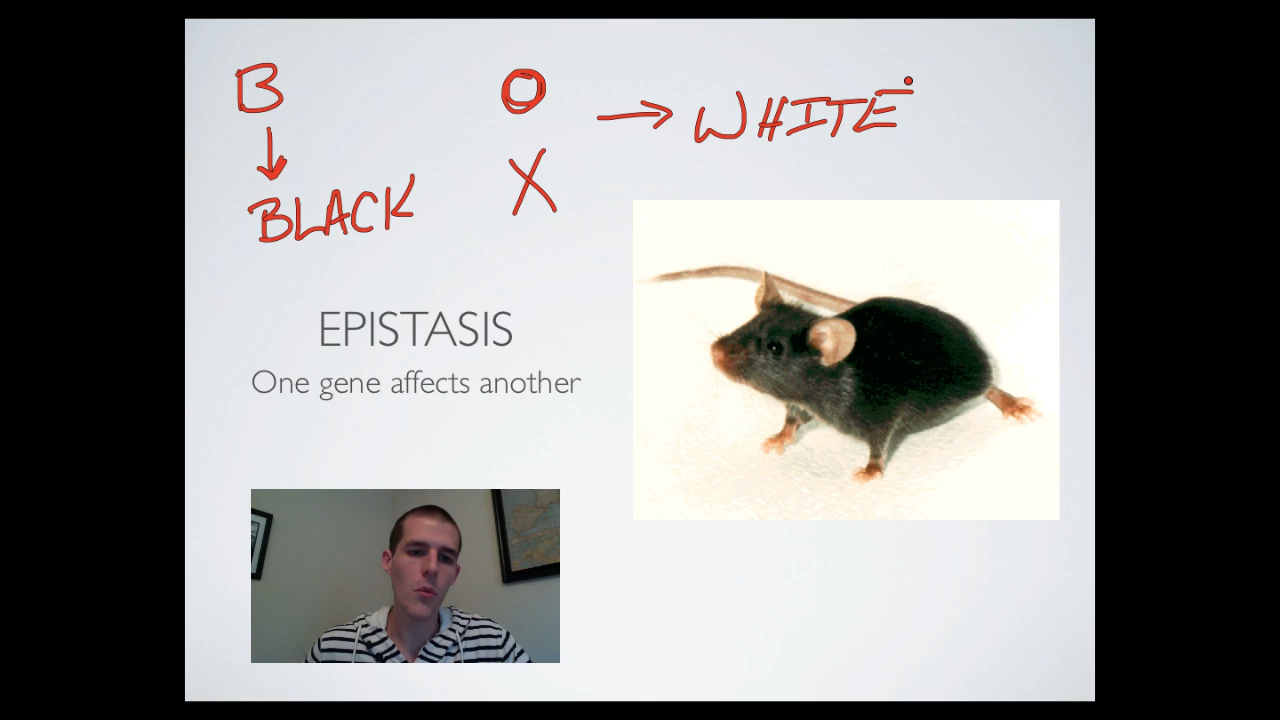 B O → WHITE
↓ X
BLACK
EPISTASIS
One gene affects another